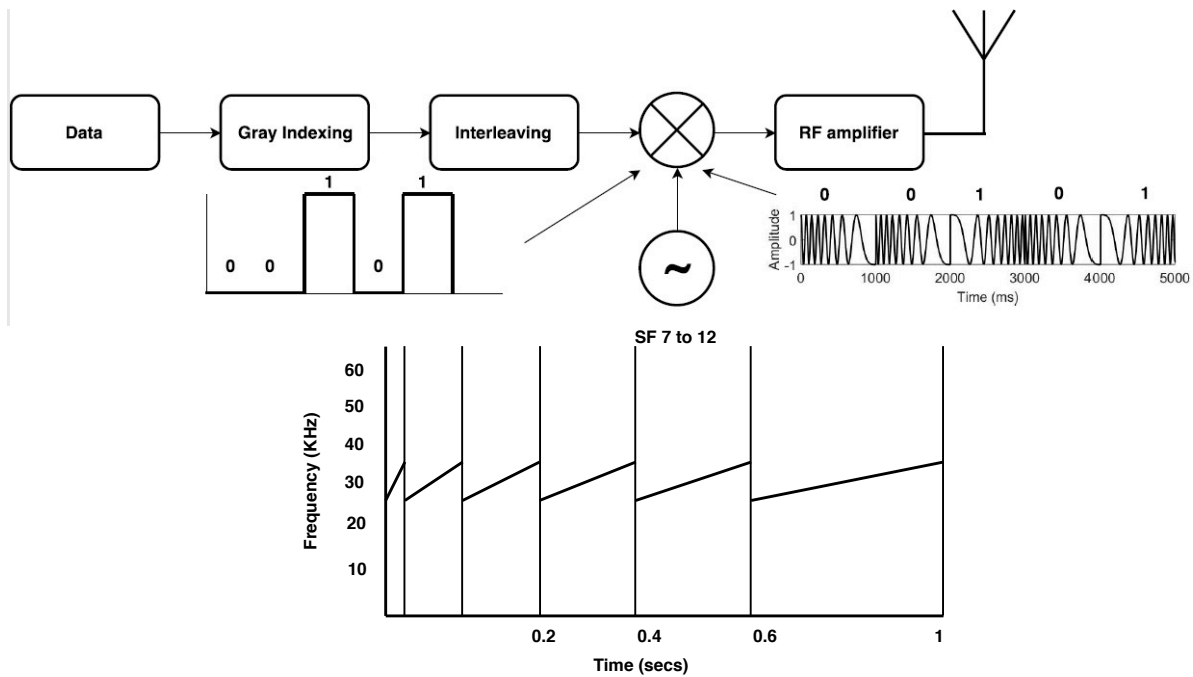 Data
Gray Indexing
Interleaving
RF amplifier
1 1
0 0 0
~
0 0 1 0 1
Amplitude
1
0
-1
0 1000 2000 3000 4000 5000
Time (ms)
SF 7 to 12
Frequency (KHz)
60
50
40
30
20
10
0.2 0.4 0.6 1
Time (secs)